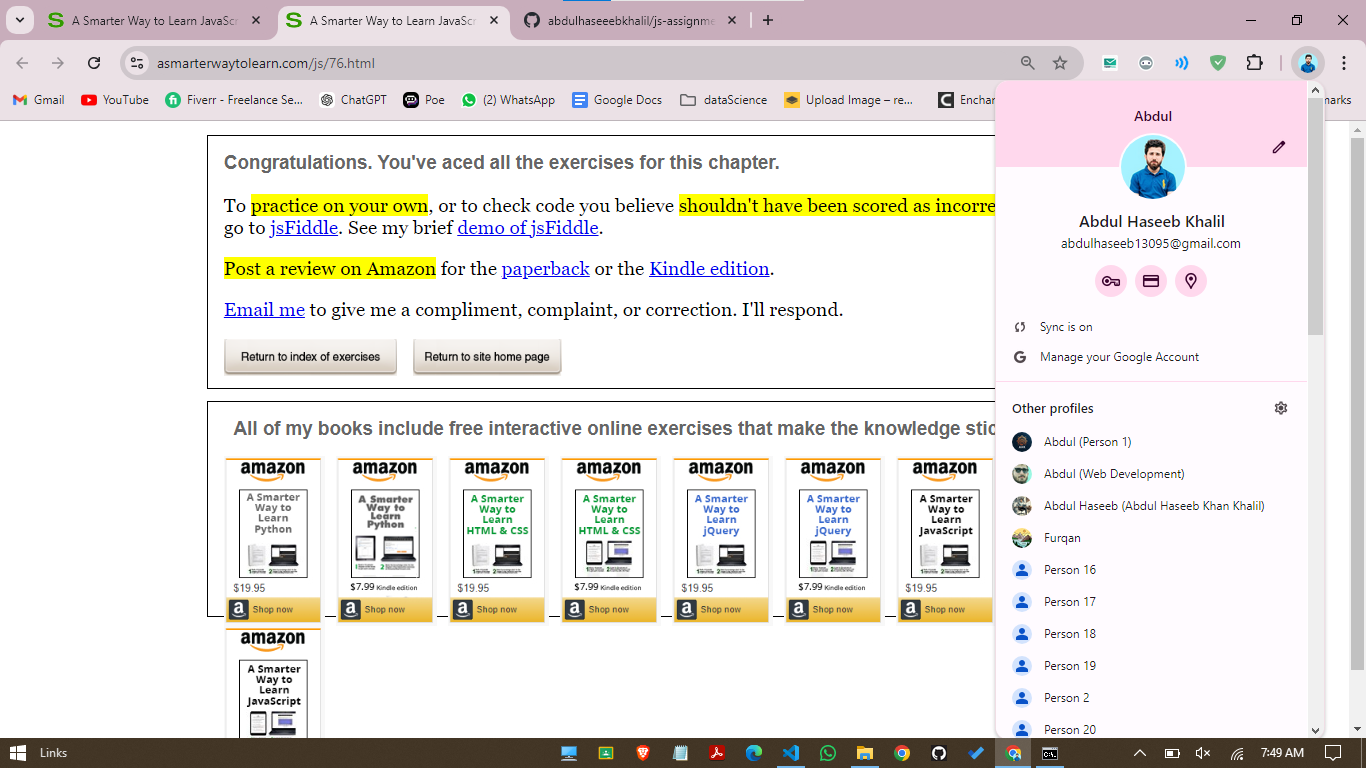 A Smarter Way to Learn JavaScr
A Smarter Way to Learn JavaScr
abdulhaseeebkhalil/js-assignme
asmarterwaytolearn.com/js/76.html
Gmail
YouTube
Fiverr - Freelance Se...
ChatGPT
Poe
(2) WhatsApp
Google Docs
dataScience
Upload Image – re...
Enchan
marks
Congratulations. You've aced all the exercises for this chapter.
To practice on your own, or to check code you believe shouldn't have been scored as incorre
go to jsFiddle. See my brief demo of jsFiddle.
Post a review on Amazon for the paperback or the Kindle edition.
Email me to give me a compliment, complaint, or correction. I'll respond.
Return to index of exercises
Return to site home page
All of my books include free interactive online exercises that make the knowledge stic
amazon
A Smarter
Way to
Learn
Python
$19.95
Shop now
amazon
A Smarter
Way to
Learn
Python
$7.99 Kindle edition
Shop now
amazon
A Smarter
Way to
Learn
HTML & CSS
$19.95
Shop now
amazon
A Smarter
Way to
Learn
HTML & CSS
$7.99 Kindle edition
Shop now
amazon
A Smarter
Way to
Learn
jQuery
$19.95
Shop now
amazon
A Smarter
Way to
Learn
jQuery
$7.99 Kindle edition
Shop now
amazon
A Smarter
Way to
Learn
JavaScript
$19.95
Shop now
amazon
A Smarter
Way to
Learn
JavaScript
Abdul
Abdul Haseeb Khalil
abdulhaseeb13095@gmail.com
Sync is on
Manage your Google Account
Other profiles
Abdul (Person 1)
Abdul (Web Development)
Abdul Haseeb (Abdul Haseeb Khan Khalil)
Furqan
Person 16
Person 17
Person 18
Person 19
Person 2
Person 20
Links
7:49 AM